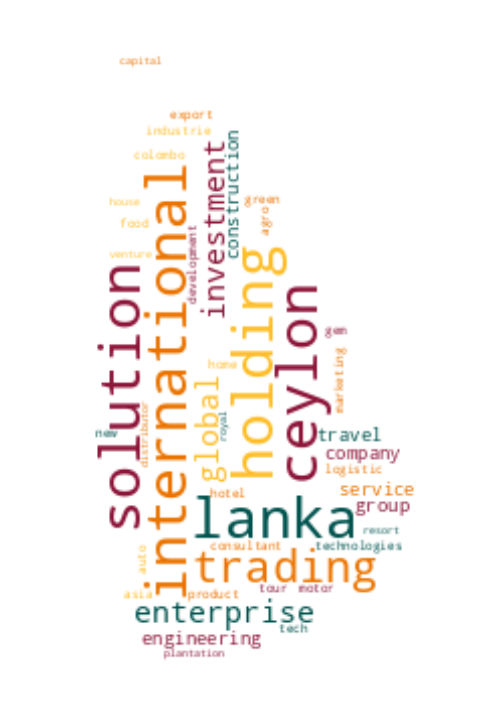 capital
export
industrie
colombo
construction
investment
international
house
green
agro
food
development
venture
holding
solution
ceylon
gem
home
marketing
global
distributor
royal
new
travel
company
logistic
service
hotel
lanka
group
resort
consultant
technologies
auto
trading
asia
product
tour
motor
enterprise
tech
engineering
plantation